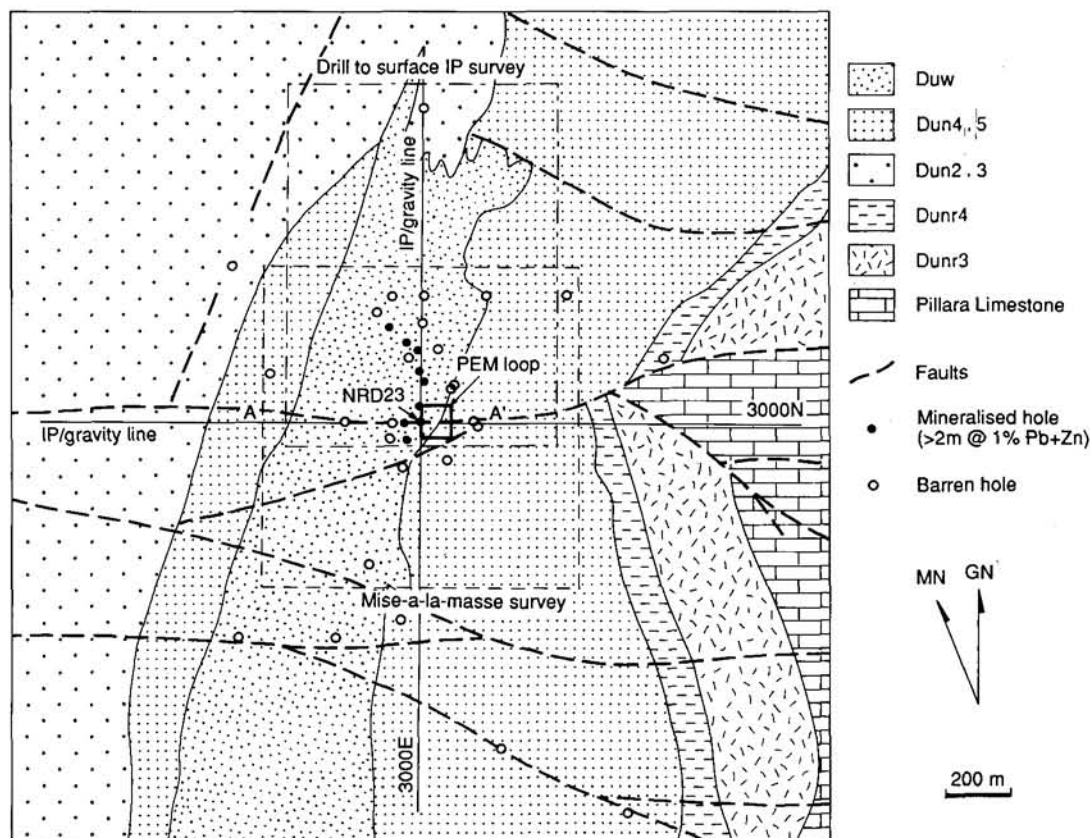 Drill to surface IP survey
IP/gravity line
PEM loop
NRD23
A
A'
3000N
IP/gravity line
Mise-a-la-masse survey
3000E
Duw
Dun4,,5
Dun2,3
Dunr4
Dunr3
Pillara Limestone
Faults
Mineralised hole
(>2m @ 1% Pb+Zn)
Barren hole
MN
GN
200 m